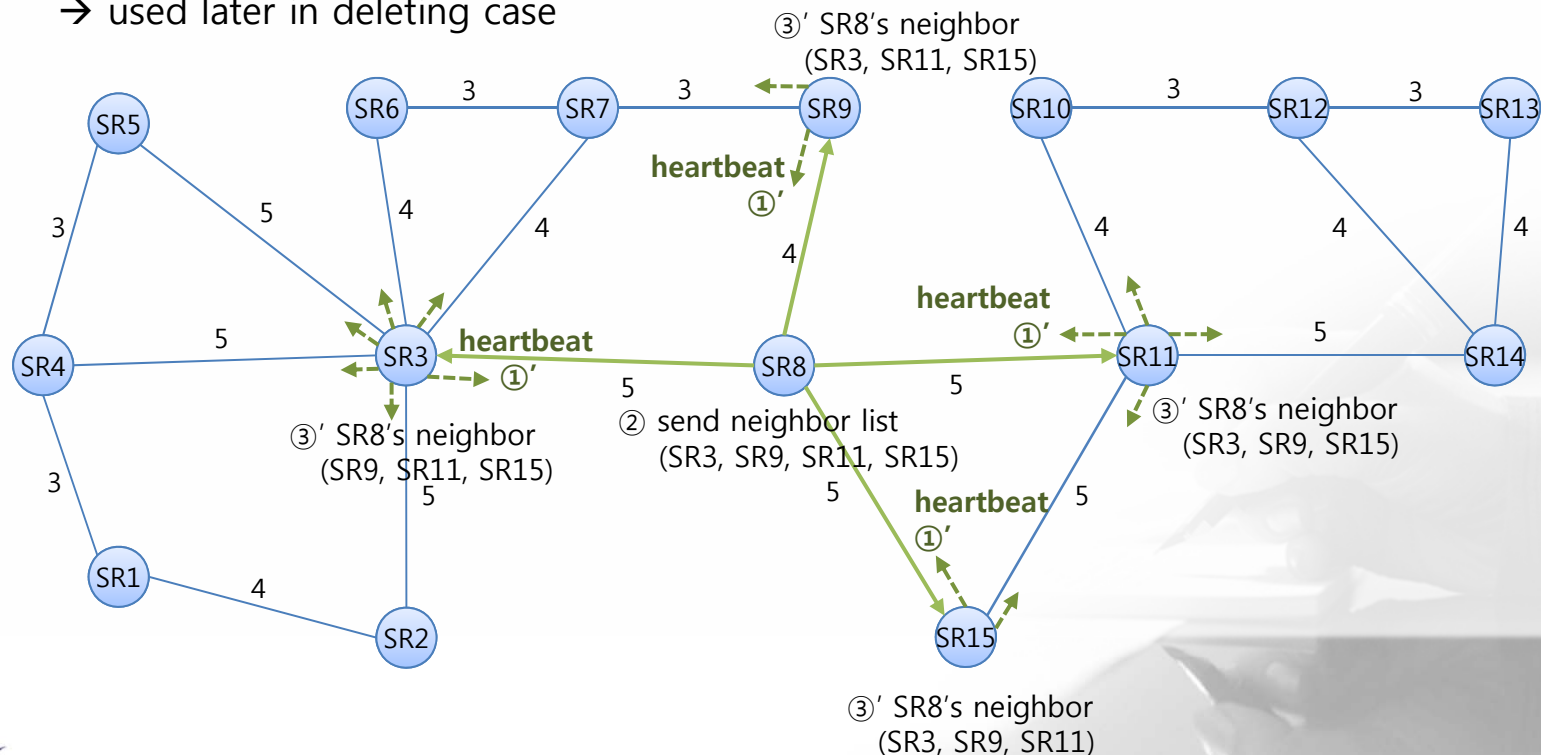 → used later in deleting case
③’ SR8’s neighbor
(SR3, SR11, SR15)
SR5
SR6
3
SR7
3
SR9
SR10
3
SR12
3
SR13
heartbeat
①’
3
5
4
4
4
4
4
4
heartbeat
①’
SR4
5
SR3
heartbeat
①’
5
SR8
5
SR11
5
SR14
② send neighbor list
(SR3, SR9, SR11, SR15)
③’ SR8’s neighbor
(SR9, SR11, SR15)
③’ SR8’s neighbor
(SR3, SR9, SR15)
3
5
5
heartbeat
①’
5
SR1
4
SR2
SR15
③’ SR8’s neighbor
(SR3, SR9, SR11)